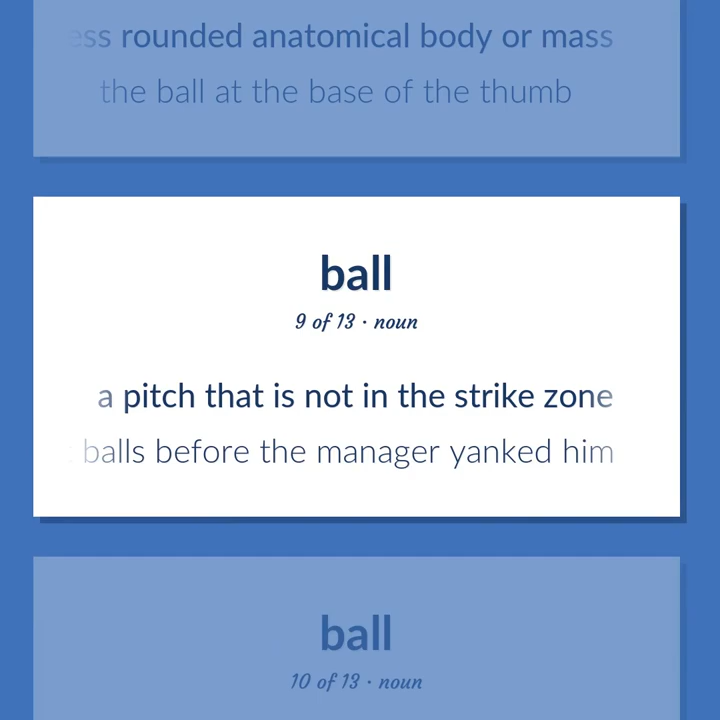 rounded anatomical body or mass
the ball at the base of the thumb
ball
9 of 13 · noun
a pitch that is not in the strike zone
balls before the manager yanked him
ball
10 of 13 · noun